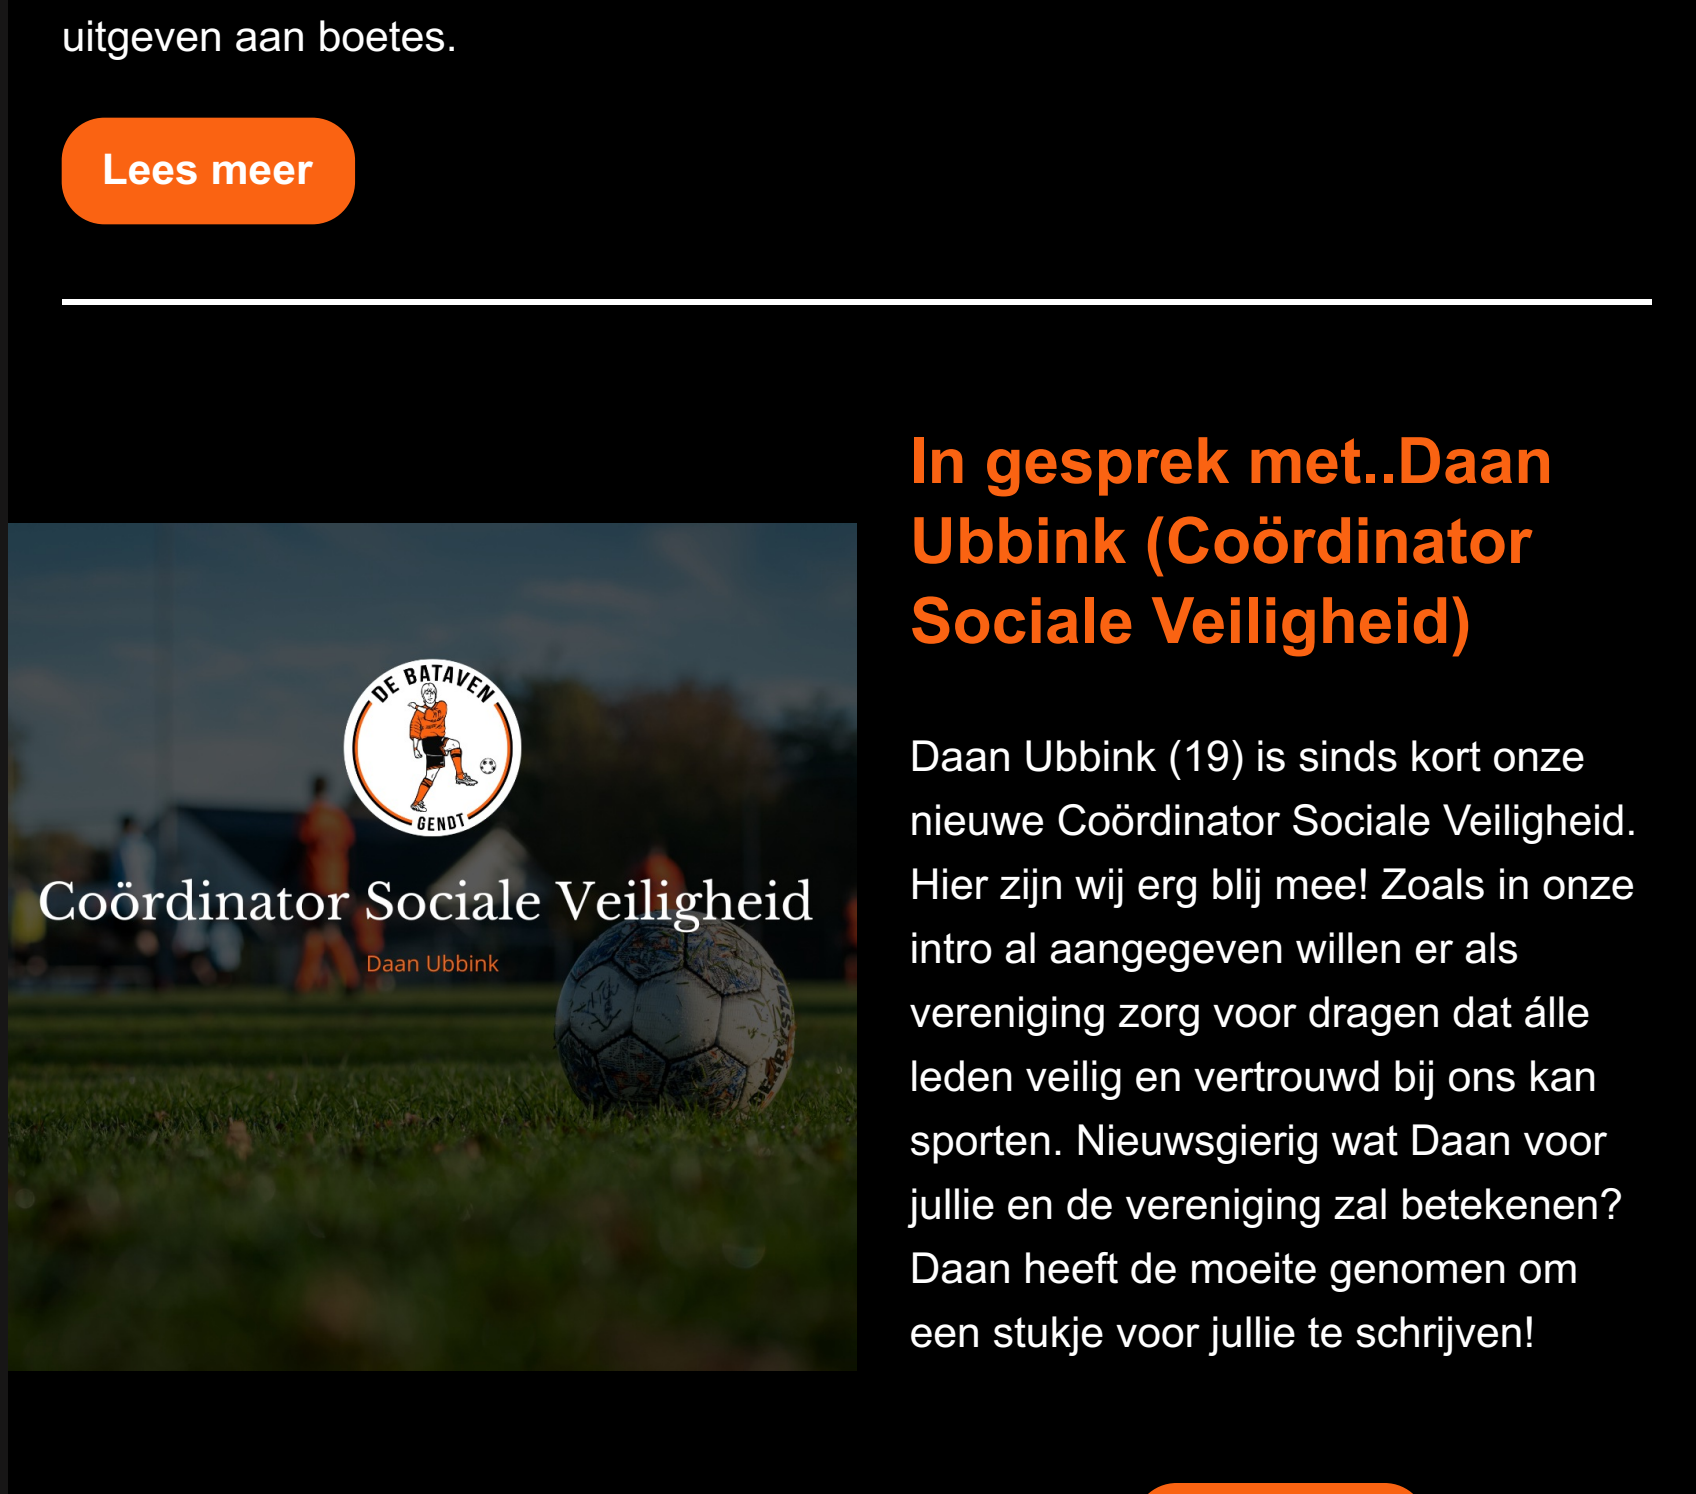 uitgeven aan boetes.
Lees meer
In gesprek met..Daan
Ubbink (Coördinator
Sociale Veiligheid)
DE BATAVEN
GENDT
Coördinator Sociale Veiligheid
Daan Ubbink
Daan Ubbink (19) is sinds kort onze
nieuwe Coördinator Sociale Veiligheid.
Hier zijn wij erg blij mee! Zoals in onze
intro al aangegeven willen er als
vereniging zorg voor dragen dat álle
leden veilig en vertrouwd bij ons kan
sporten. Nieuwsgierig wat Daan voor
jullie en de vereniging zal betekenen?
Daan heeft de moeite genomen om
een stukje voor jullie te schrijven!